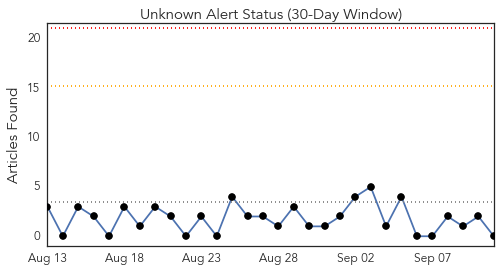 Unknown Alert Status (30-Day Window)
Articles Found
20
15
10
5
0
Aug 13 Aug 18 Aug 23 Aug 28 Sep 02 Sep 07